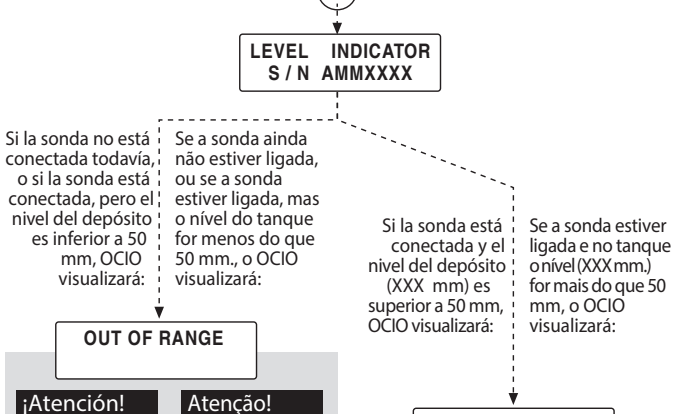 LEVEL INDICATOR
S / N AMMXXXX
Si la sonda no está
conectada todavía,
o si la sonda está
conectada, pero el
nivel del depósito
es inferior a 50
mm, OCIO
visualizará:
Se a sonda ainda
não estiver ligada,
ou se a sonda
estiver ligada, mas
o nível do tanque
for menos do que
50 mm., o OCIO
visualizará:
Si la sonda está
conectada y el
nivel del depósito
(XXX mm) es
superior a 50 mm,
OCIO visualizará:
Se a sonda estiver
ligada e no tanque
o nível (XXX mm.)
for mais do que 50
mm, o OCIO
visualizará:
OUT OF RANGE
¡Atención!
Atenção!